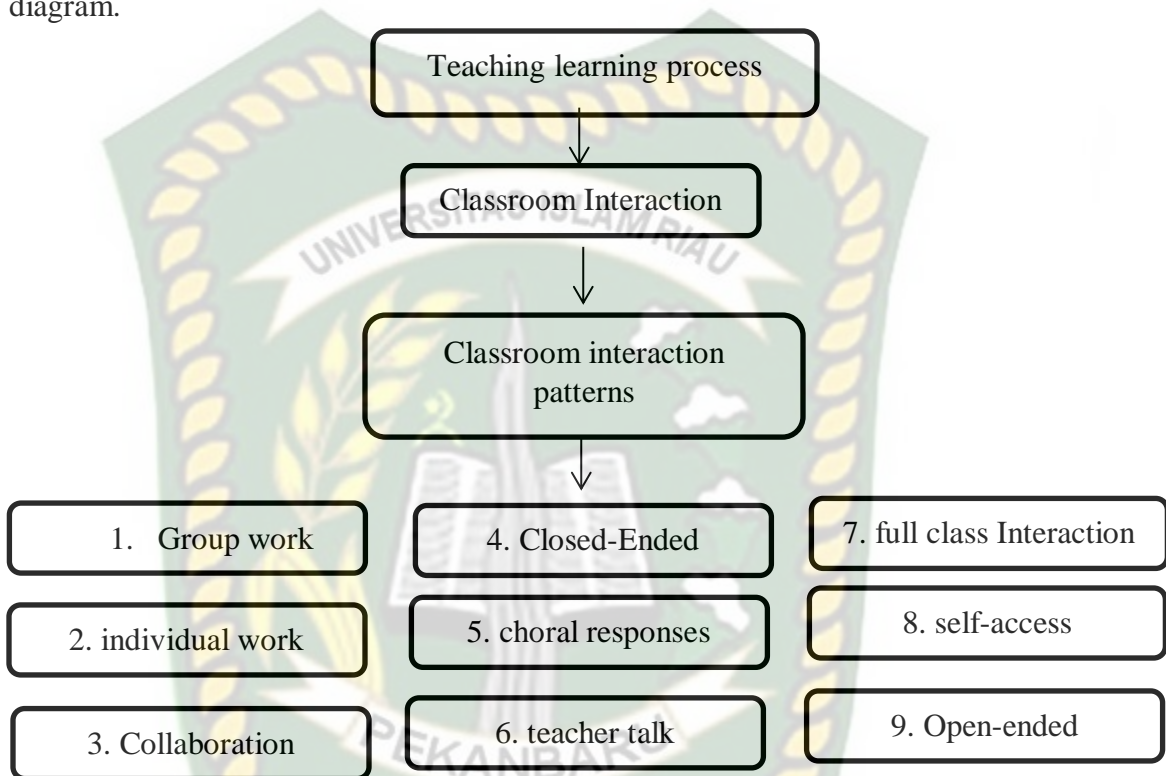 diagram.
Teaching learning process
Classroom Interaction
UNIVERSITAS ISLAM RIAU
Classroom interaction
patterns
1. Group work
2. individual work
3. Collaboration
4. Closed-Ended
5. choral responses
6. teacher talk
7. full class Interaction
8. self-access
9. Open-ended
PEKANBARU